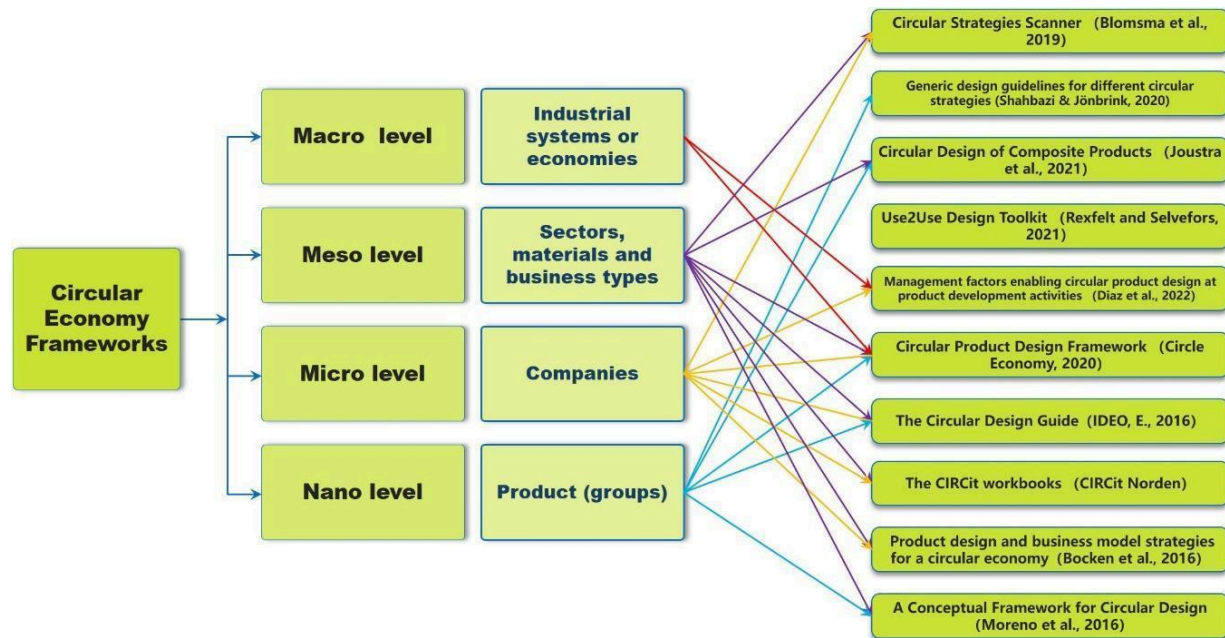 Circular
Economy
Frameworks
Macro level
Industrial
systems or
economies
Meso level
Sectors,
materials and
business types
Micro level
Companies
Nano level
Product (groups)
Circular Strategies Scanner （Blomsma et al.,
2019）
Generic design guidelines for different circular
strategies (Shahbazi & Jönbrink, 2020)
Circular Design of Composite Products （Joustra
et al., 2021）
Use2Use Design Toolkit （Rexfelt and Selvefors,
2021）
Management factors enabling circular product design at
product development activities （Diaz et al., 2022）
Circular Product Design Framework （Circle
Economy, 2020）
The Circular Design Guide（IDEO, E., 2016）
The CIRCit workbooks （CIRCit Norden）
Product design and business model strategies
for a circular economy（Bocken et al., 2016）
A Conceptual Framework for Circular Design
（Moreno et al., 2016）